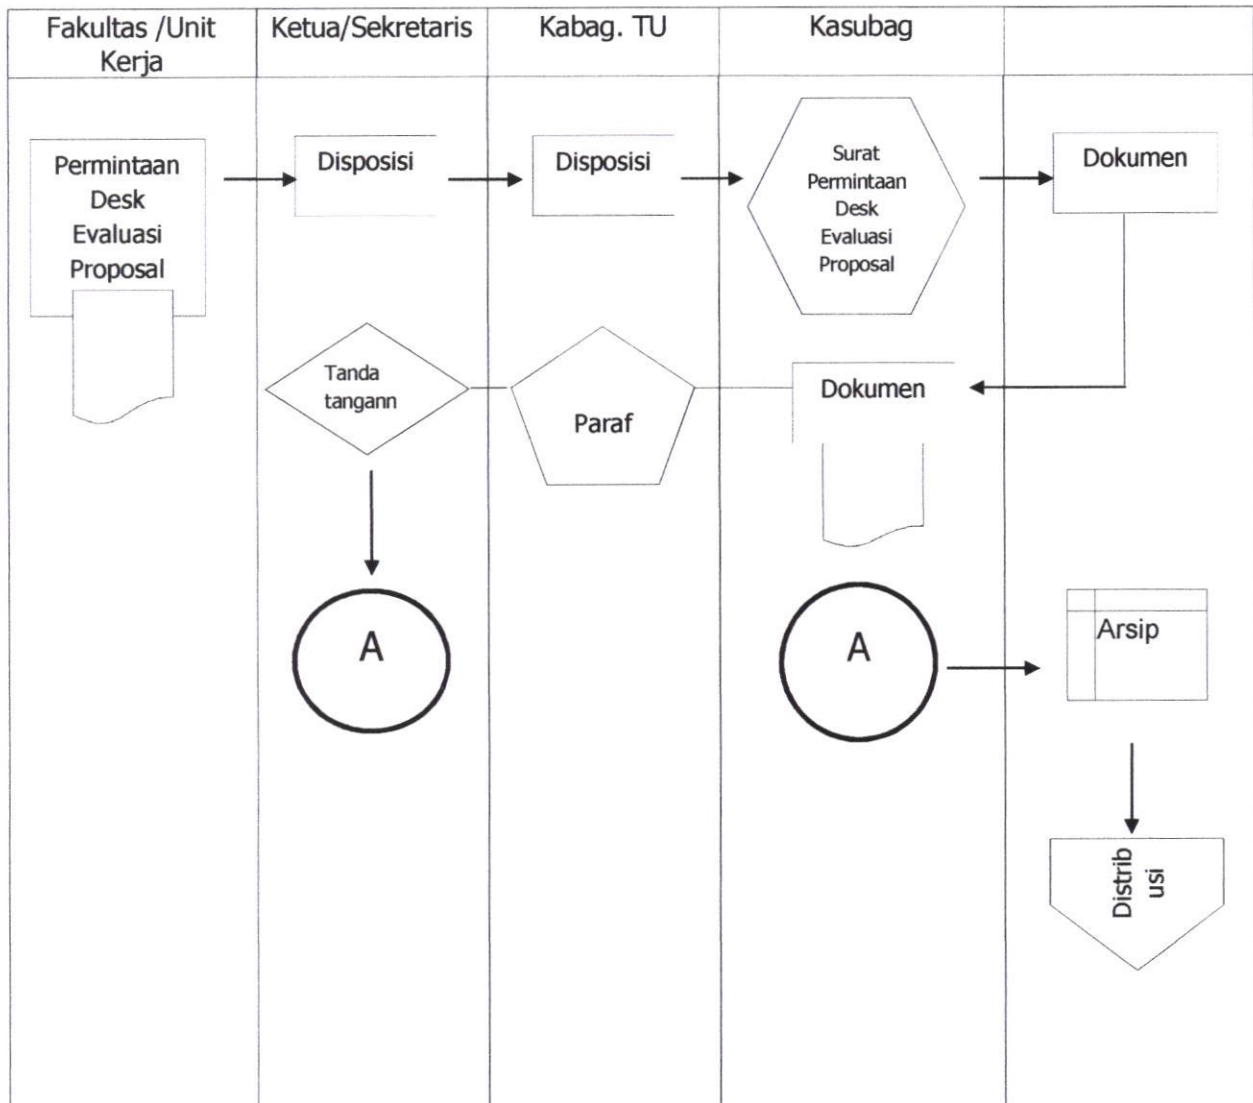 Fakultas /Unit
Kerja
Ketua/Sekretaris
Kabag. TU
Kasubag
Permintaan
Desk
Evaluasi
Proposal
Disposisi
Disposisi
Surat
Permintaan
Desk
Evaluasi
Proposal
Dokumen
Tanda
tangann
Paraf
Dokumen
A
A
Arsip
Distrib
usi